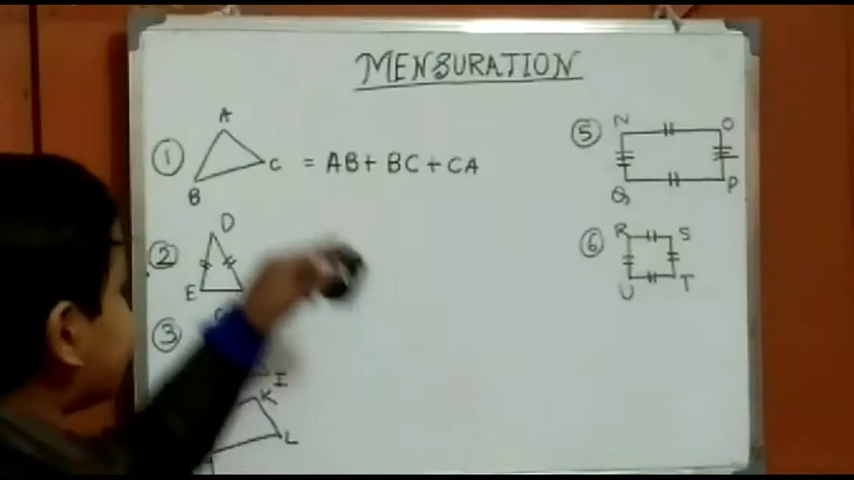 MENSURATION
① A B C = AB + BC + CA
② D E
③ I
K L
⑤ N O Q P
⑥ R S U T